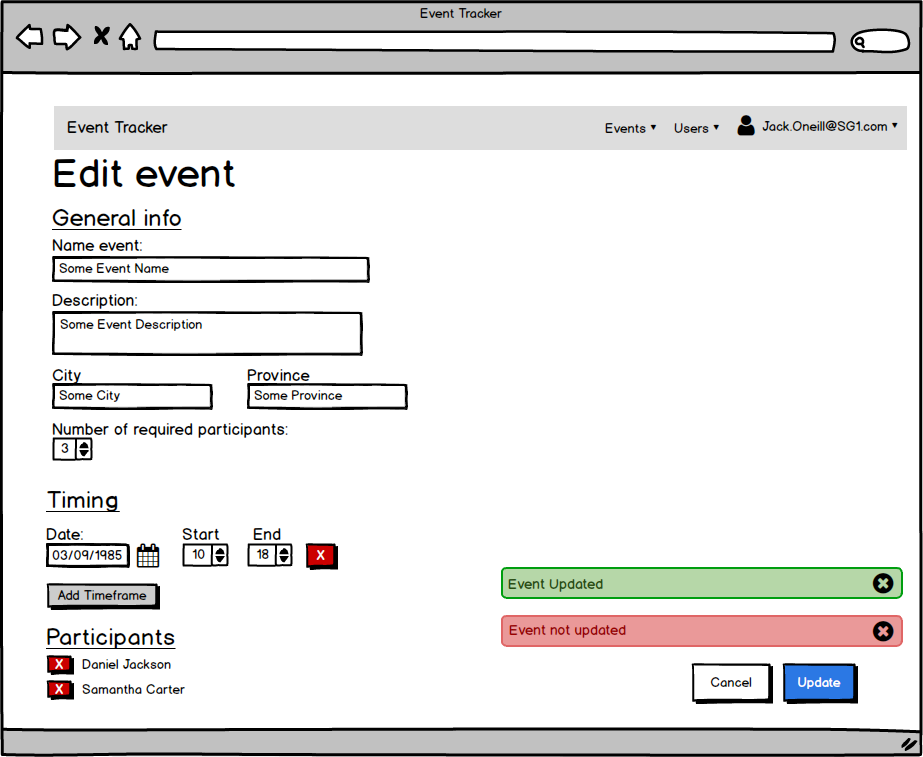 Event Tracker
Event Tracker Events Users Jack.Oneill@SG1.com
Edit event
General info
Name event:
Some Event Name
Description:
Some Event Description
City Province
Some City Some Province
Number of required participants:
3
Timing
Date: Start End
03/09/1985 10 18 X
Event Updated
Add Timeframe
Event not updated
Participants
X Daniel Jackson
X Samantha Carter
Cancel Update